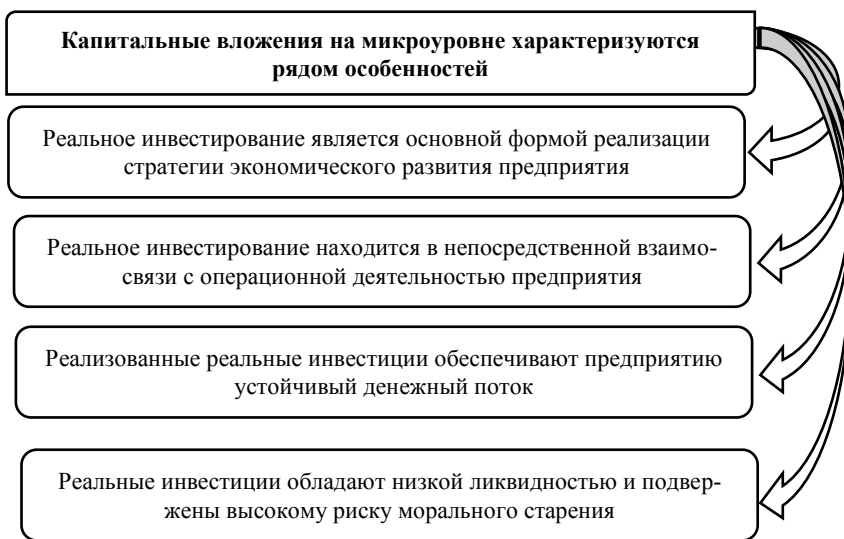 Капитальные вложения на микроуровне характеризуются
рядом особенностей
Реальное инвестирование является основной формой реализации
стратегии экономического развития предприятия
Реальное инвестирование находится в непосредственной взаимо-
связи с операционной деятельностью предприятия
Реализованные реальные инвестиции обеспечивают предприятию
устойчивый денежный поток
Реальные инвестиции обладают низкой ликвидностью и подвер-
жены высокому риску морального старения